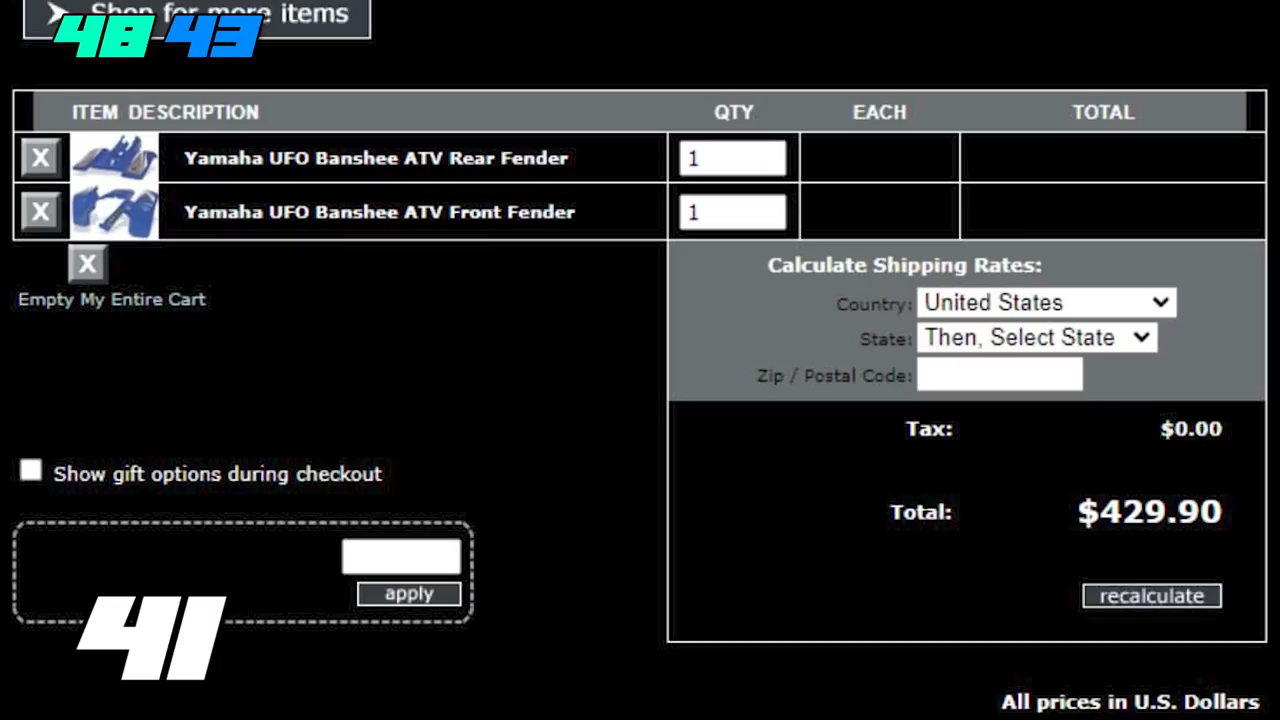 Shop for more items
48 43
ITEM DESCRIPTION QTY EACH TOTAL
X Yamaha UFO Banshee ATV Rear Fender 1
X Yamaha UFO Banshee ATV Front Fender 1
X
Empty My Entire Cart
Calculate Shipping Rates:
Country: United States
State: Then, Select State
Zip / Postal Code:
Tax: $0.00
Show gift options during checkout
Total: $429.90
apply
recalculate
41
All prices in U.S. Dollars